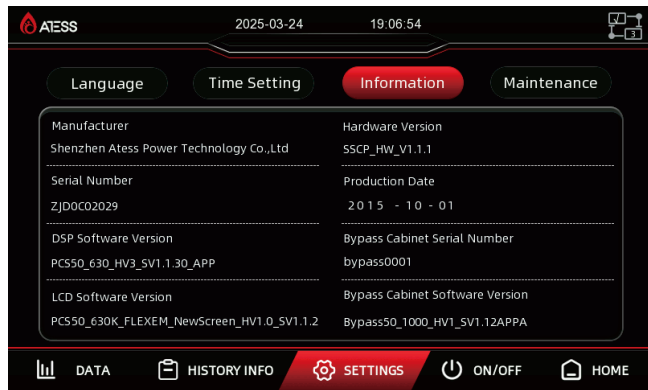 ATESS
2025-03-24
19:06:54
3
Language
Time Setting
Information
Maintenance
Manufacturer
Shenzhen Atess Power Technology Co.,Ltd
Hardware Version
SSCP_HW_V1.1.1
Serial Number
ZJD0C02029
Production Date
2015 - 10 - 01
DSP Software Version
PCS50_630_HV3_SV1.1.30_APP
Bypass Cabinet Serial Number
bypass0001
LCD Software Version
PCS50_630K_FLEXEM_NewScreen_HV1.0_SV1.1.2
Bypass Cabinet Software Version
Bypass50_1000_HV1_SV1.12APPA
DATA
HISTORY INFO
SETTINGS
ON/OFF
HOME